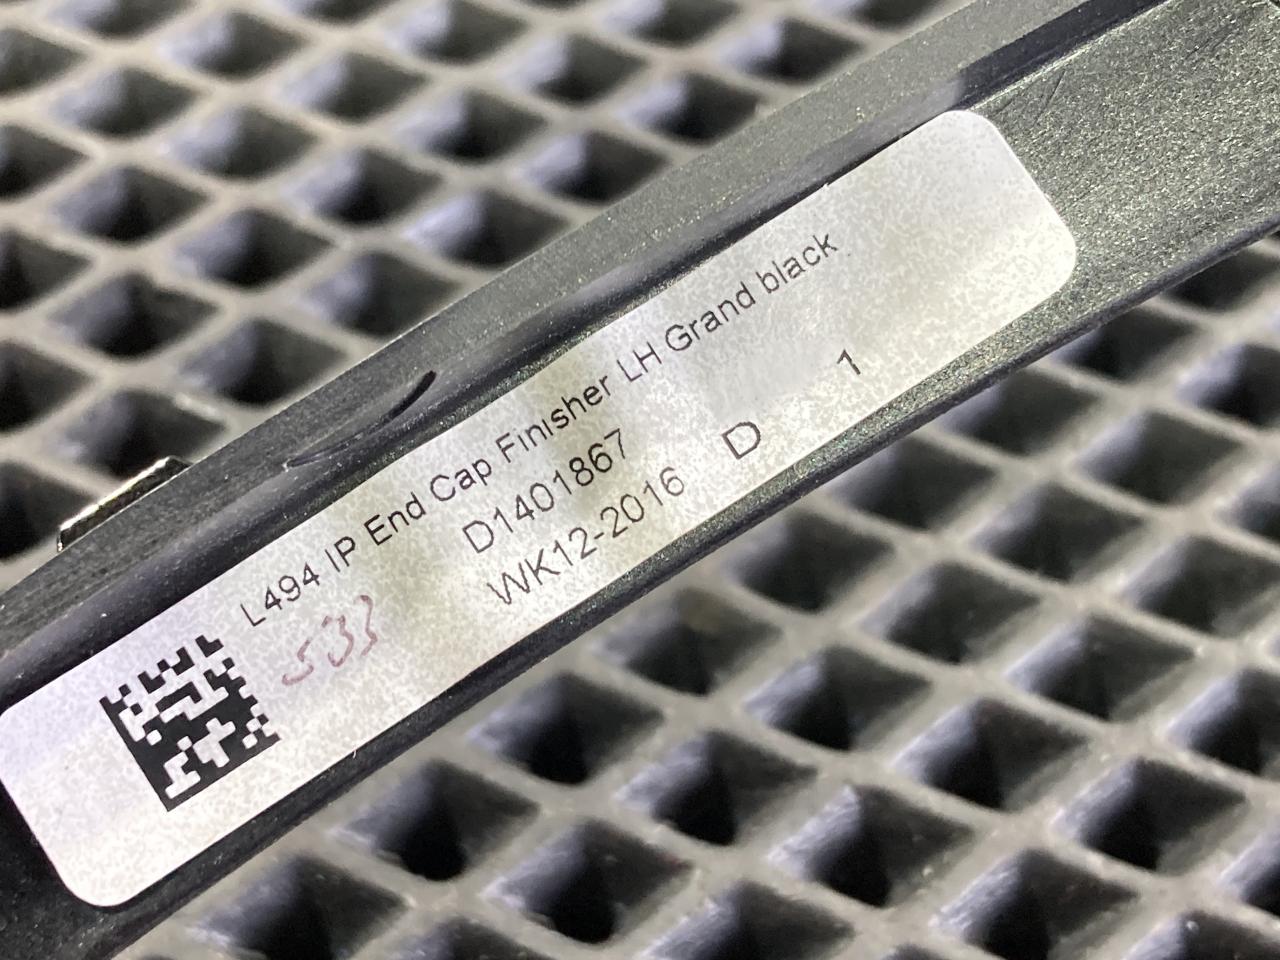 L494 IP End Cap Finisher LH Grand black
D1401867
WK12-2016 D 1
533